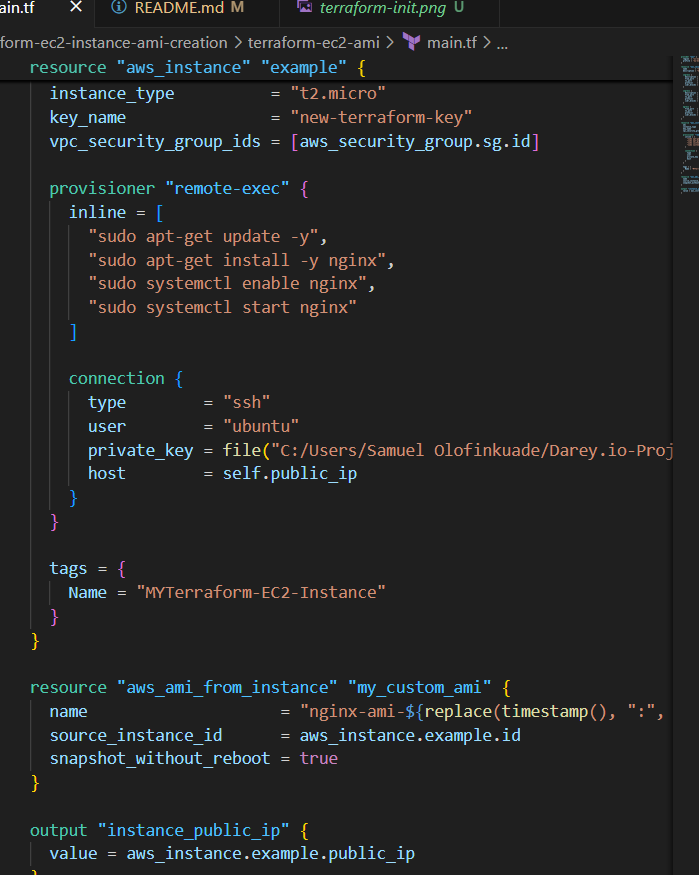 ain.tf × README.md M terraform-init.png U
form-ec2-instance-ami-creation > terraform-ec2-ami > main.tf > ...
resource "aws_instance" "example" {
instance_type = "t2.micro"
key_name = "new-terraform-key"
vpc_security_group_ids = [aws_security_group.sg.id]
provisioner "remote-exec" {
inline = [
"sudo apt-get update -y",
"sudo apt-get install -y nginx",
"sudo systemctl enable nginx",
"sudo systemctl start nginx"
]
connection {
type = "ssh"
user = "ubuntu"
private_key = file("C:/Users/Samuel Olofinkuade/Darey.io-Proj
host = self.public_ip
}
}
tags = {
Name = "MYTerraform-EC2-Instance"
}
}
resource "aws_ami_from_instance" "my_custom_ami" {
name = "nginx-ami-${replace(timestamp(), ":",
source_instance_id = aws_instance.example.id
snapshot_without_reboot = true
}
output "instance_public_ip" {
value = aws_instance.example.public_ip
}